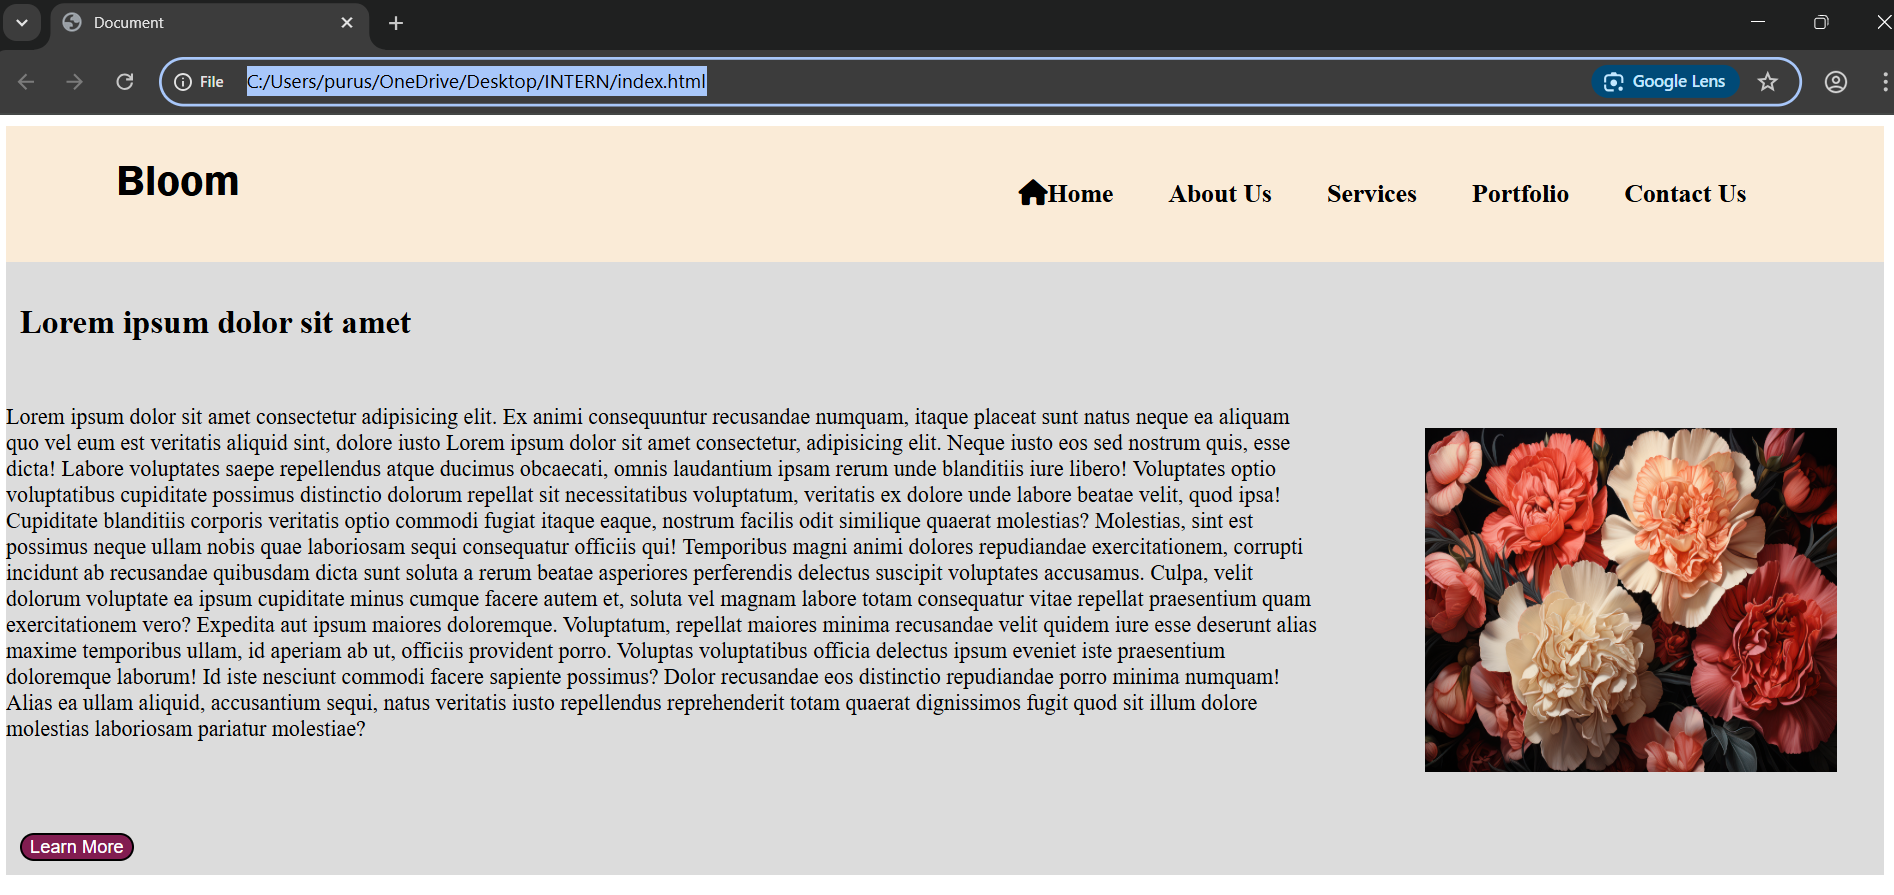 Document
File
C:/Users/purus/OneDrive/Desktop/INTERN/index.html
Google Lens
Bloom
Home About Us Services Portfolio Contact Us
Lorem ipsum dolor sit amet
Lorem ipsum dolor sit amet consectetur adipisicing elit. Ex animi consequuntur recusandae numquam, itaque placeat sunt natus neque ea aliquam
quo vel eum est veritatis aliquid sint, dolore iusto Lorem ipsum dolor sit amet consectetur, adipisicing elit. Neque iusto eos sed nostrum quis, esse
dicta! Labore voluptates saepe repellendus atque ducimus obcaecati, omnis laudantium ipsam rerum unde blanditiis iure libero! Voluptates optio
voluptatibus cupiditate possimus distinctio dolorum repellat sit necessitatibus voluptatum, veritatis ex dolore unde labore beatae velit, quod ipsa!
Cupiditate blanditiis corporis veritatis optio commodi fugiat itaque eaque, nostrum facilis odit similique quaerat molestias? Molestias, sint est
possimus neque ullam nobis quae laboriosam sequi consequatur officiis qui! Temporibus magni animi dolores repudiandae exercitationem, corrupti
incidunt ab recusandae quibusdam dicta sunt soluta a rerum beatae asperiores perferendis delectus suscipit voluptates accusamus. Culpa, velit
dolorum voluptate ea ipsum cupiditate minus cumque facere autem et, soluta vel magnam labore totam consequatur vitae repellat praesentium quam
exercitationem vero? Expedita aut ipsum maiores doloremque. Voluptatum, repellat maiores minima recusandae velit quidem iure esse deserunt alias
maxime temporibus ullam, id aperiam ab ut, officiis provident porro. Voluptas voluptatibus officia delectus ipsum eveniet iste praesentium
doloremque laborum! Id iste nesciunt commodi facere sapiente possimus? Dolor recusandae eos distinctio repudiandae porro minima numquam!
Alias ea ullam aliquid, accusantium sequi, natus veritatis iusto repellendus reprehenderit totam quaerat dignissimos fugit quod sit illum dolore
molestias laboriosam pariatur molestiae?
Learn More